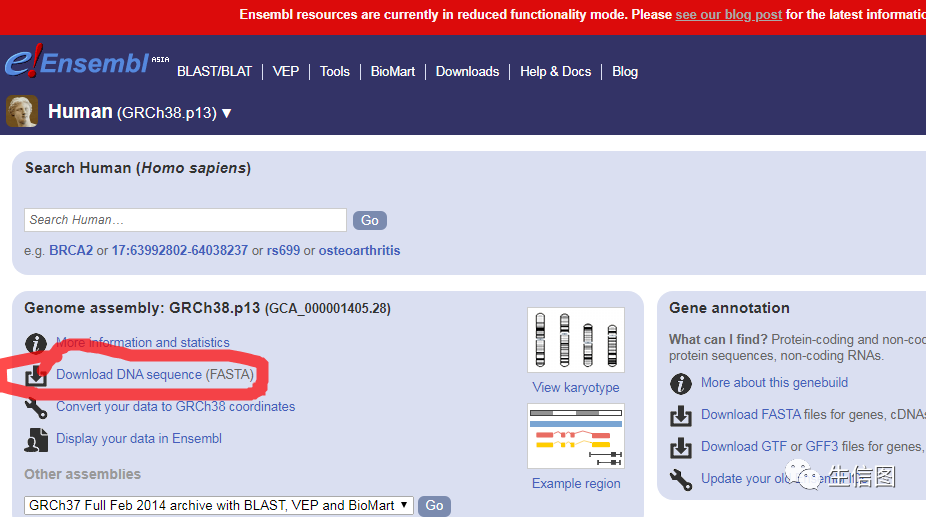 Ensembl resources are currently in reduced functionality mode. Please see our blog post for the latest informatio
e!Ensembl ASIA
BLAST/BLAT | VEP | Tools | BioMart | Downloads | Help & Docs | Blog
Human (GRCh38.p13) ▼
Search Human (Homo sapiens)
Search Human…
Go
e.g. BRCA2 or 17:63992802-64038237 or rs699 or osteoarthritis
Genome assembly: GRCh38.p13 (GCA_000001405.28)
More information and statistics
Download DNA sequence (FASTA)
Convert your data to GRCh38 coordinates
Display your data in Ensembl
Other assemblies
GRCh37 Full Feb 2014 archive with BLAST, VEP and BioMart ▼
Go
View karyotype
Example region
Gene annotation
What can I find? Protein-coding and non-cod
protein sequences, non-coding RNAs.
More about this genebuild
Download FASTA files for genes, cDNAs
Download GTF or GFF3 files for genes,
Update your old
生信图